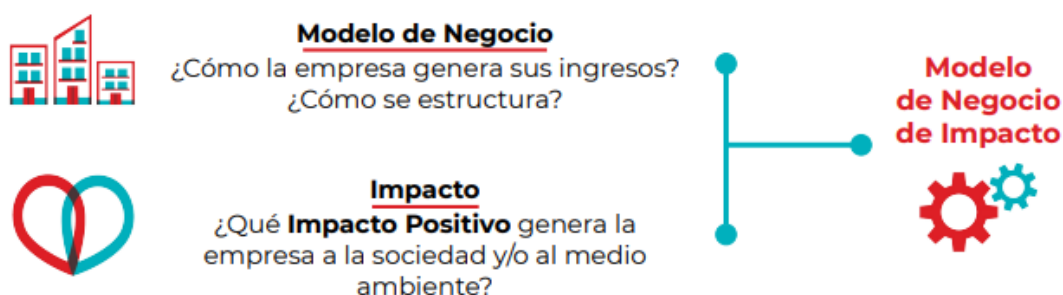 Modelo de Negocio
¿Cómo la empresa genera sus ingresos?
¿Cómo se estructura?
Impacto
¿Qué Impacto Positivo genera la
empresa a la sociedad y/o al medio
ambiente?
Modelo
de Negocio
de Impacto